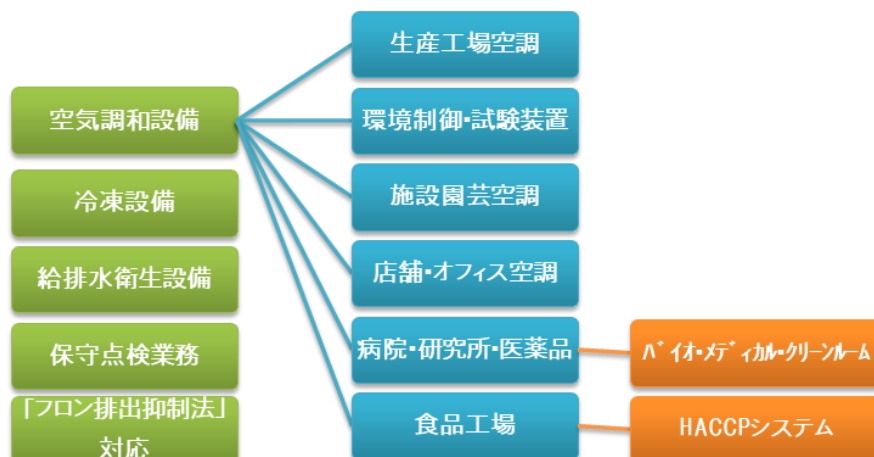 空気調和設備
冷凍設備
給排水衛生設備
保守点検業務
「フロン排出抑制法」
対応
生産工場空調
環境制御・試験装置
施設園芸空調
店舗・オフィス空調
病院・研究所・医薬品
食品工場
バイオ・メディカル・クリーンルーム
HACCPシステム